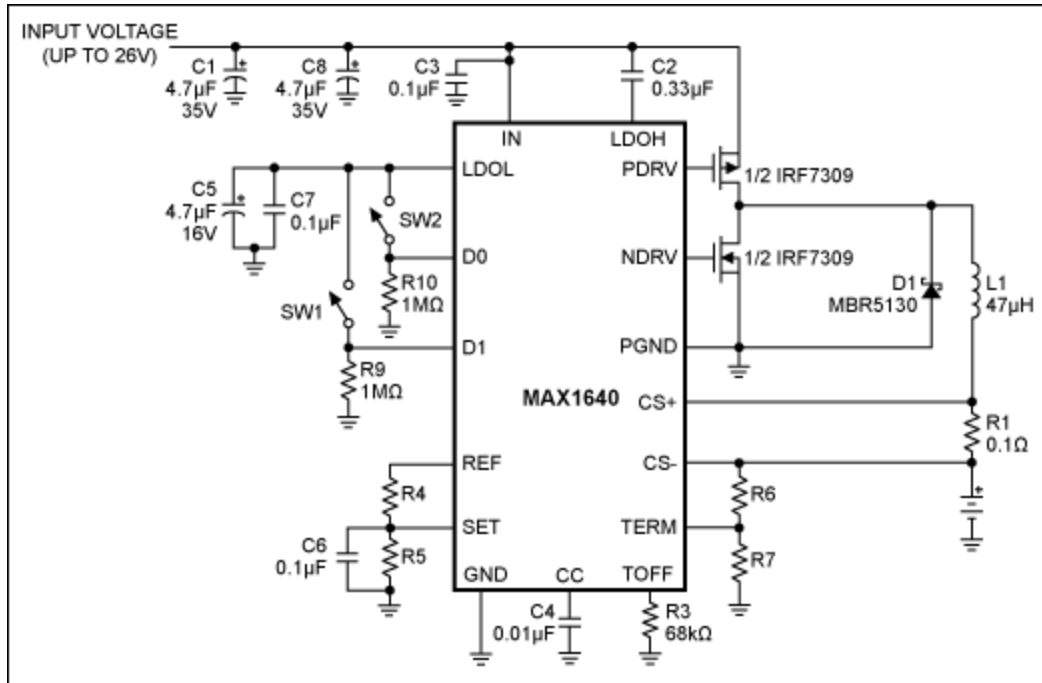 INPUT VOLTAGE
(UP TO 26V)
C1
4.7µF
35V
C8
4.7µF
35V
C3
0.1µF
C2
0.33µF
IN
LDOH
LDOL
PDRV
1/2 IRF7309
C5
4.7µF
16V
C7
0.1µF
SW2
D0
NDRV
1/2 IRF7309
R10
1MΩ
D1
MBR5130
L1
47µH
SW1
D1
PGND
R9
1MΩ
MAX1640
CS+
R1
0.1Ω
REF
CS-
R4
R6
SET
TERM
C6
0.1µF
R5
R7
GND
CC
TOFF
C4
0.01µF
R3
68kΩ